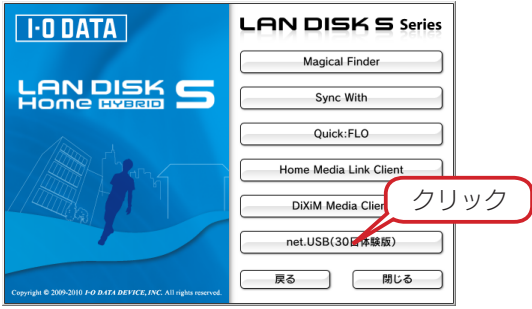 I-O DATA
LAN DISK
Home HYBRID S
Copyright © 2009-2010 I-O DATA DEVICE, INC. All rights reserved.
LAN DISK S Series
Magical Finder
Sync With
Quick:FLO
Home Media Link Client
DiXiM Media Clien
クリック
net.USB(30日体験版)
戻る
閉じる